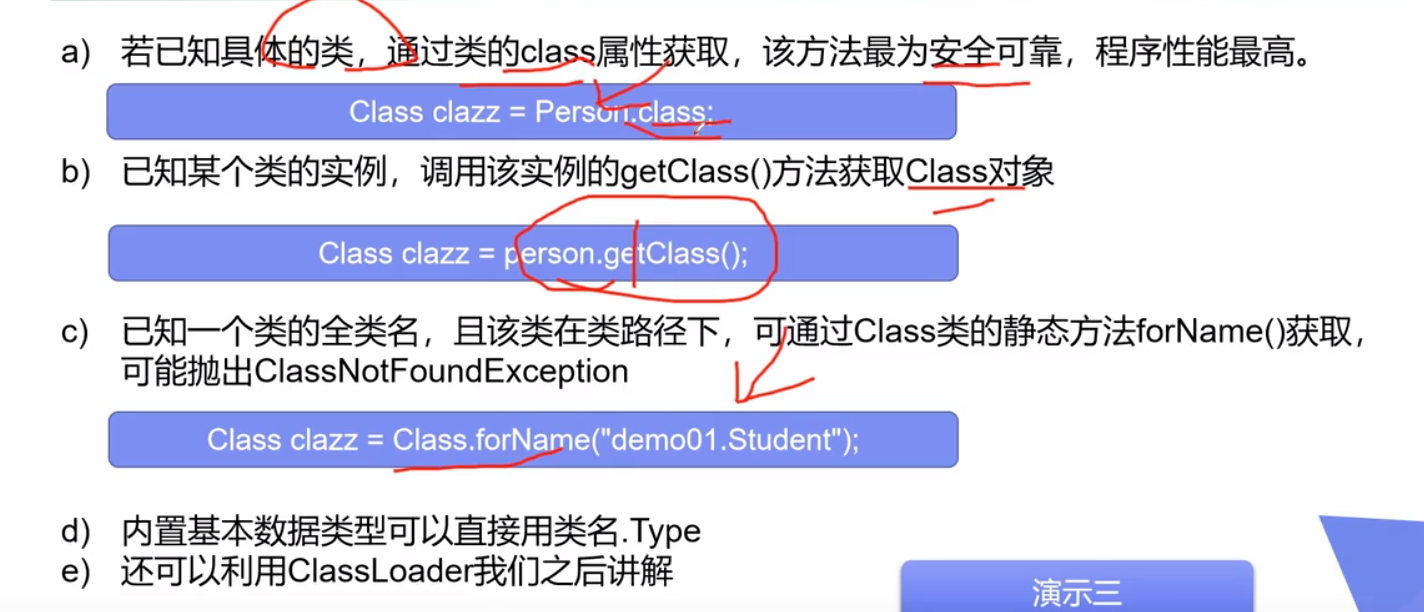 a) 若已知具体的类，通过类的class属性获取，该方法最为安全可靠，程序性能最高。
Class clazz = Person.class;
b) 已知某个类的实例，调用该实例的getClass()方法获取Class对象
Class clazz = person.getClass();
c) 已知一个类的全类名，且该类在类路径下，可通过Class类的静态方法forName()获取，
可能抛出ClassNotFoundException
Class clazz = Class.forName("demo01.Student");
d) 内置基本数据类型可以直接用类名.Type
e) 还可以利用ClassLoader我们之后讲解
演示三